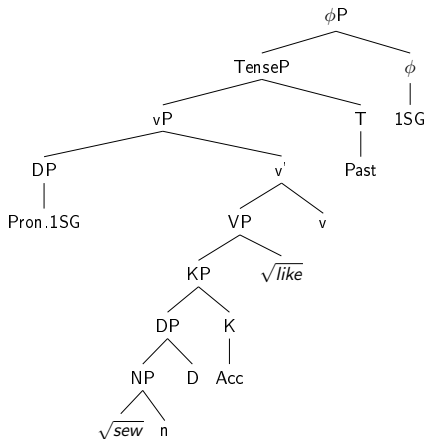 ϕP
TenseP ϕ
vP T 1SG
DP v' Past
Pron.1SG VP v
KP √like
DP K
NP D Acc
√sew n